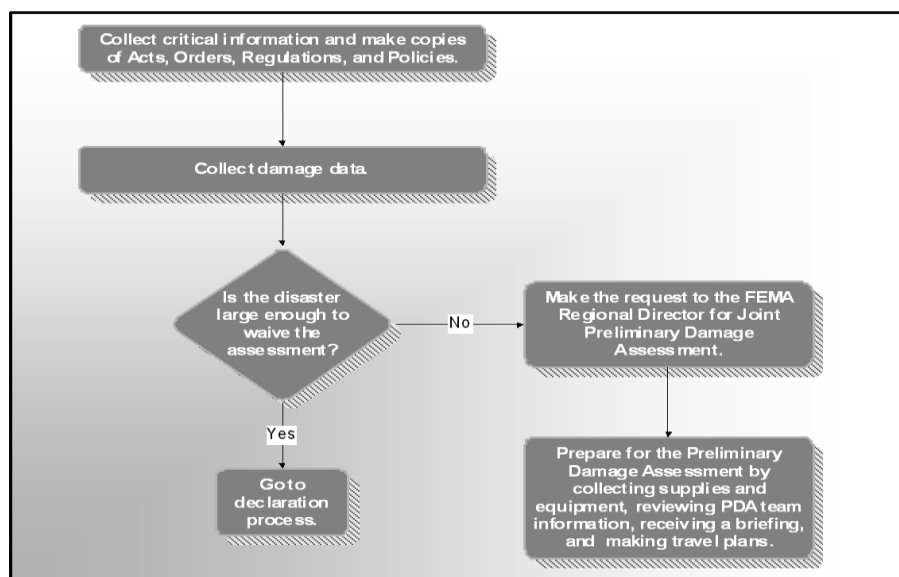 Collect critical information and make copies
of Acts, Orders, Regulations, and Policies.
Collect damage data.
Is the disaster
large enough to
waive the
assessment?
No
Make the request to the FEMA
Regional Director for Joint
Preliminary Damage
Assessment.
Yes
Go to
declaration
process.
Prepare for the Preliminary
Damage Assessment by
collecting supplies and
equipment, reviewing PDA team
information, receiving a briefing,
and making travel plans.